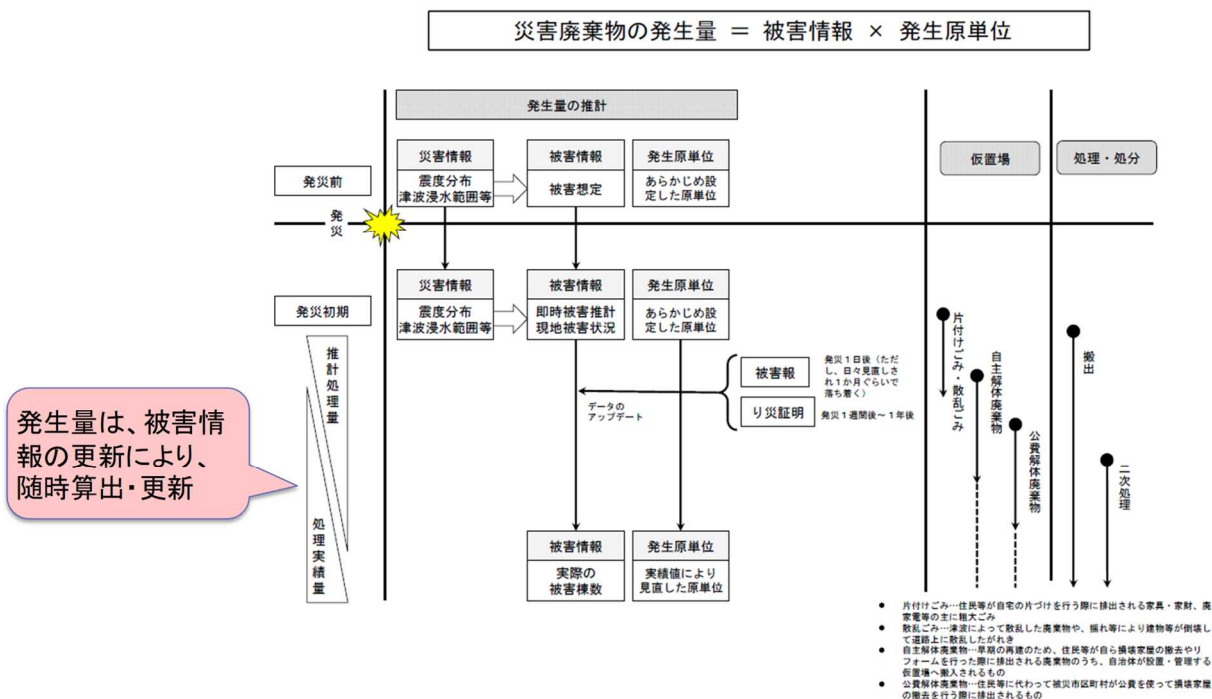 災害廃棄物の発生量 ＝ 被害情報 × 発生原単位
発生量の推計
仮置場
処理・処分
発災前
災害情報
震度分布
津波浸水範囲等
被害情報
被害想定
発生原単位
あらかじめ設
定した原単位
発災
発災初期
災害情報
震度分布
津波浸水範囲等
被害情報
即時被害推計
現地被害状況
発生原単位
あらかじめ設
定した原単位
推計処理量
処理実績量
発生量は、被害情
報の更新により、
随時算出・更新
データの
アップデート
被害報
発災１日後（ただ
し、日々見直しさ
れ１か月ぐらいで
落ち着く）
り災証明
発災１週間後～１年後
被害情報
実際の
被害棟数
発生原単位
実績値により
見直した原単位
片付けごみ・散乱ごみ
自主解体廃棄物
公費解体廃棄物
搬出
二次処理
● 片付けごみ…住民等が自宅の片づけを行う際に排出される家具・家財、廃
家電等の主に粗大ごみ
● 散乱ごみ…津波によって散乱した廃棄物や、揺れ等により建物等が倒壊し
て道路上に散乱したがれき
● 自主解体廃棄物…早期の再建のため、住民等が自ら損壊家屋の撤去やリ
フォームを行った際に排出される廃棄物のうち、自治体が設置・管理する
仮置場へ搬入されるもの
● 公費解体廃棄物…住民等に代わって被災市区町村が公費を使って損壊家屋
の撤去を行う際に排出されるもの